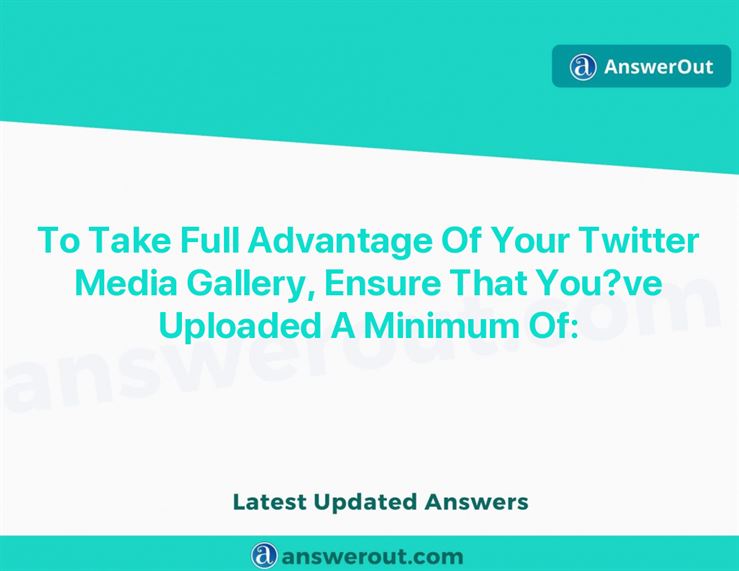 AnswerOut
To Take Full Advantage Of Your Twitter
Media Gallery, Ensure That You?ve
Uploaded A Minimum Of:
answerout.com
Latest Updated Answers
answerout.com